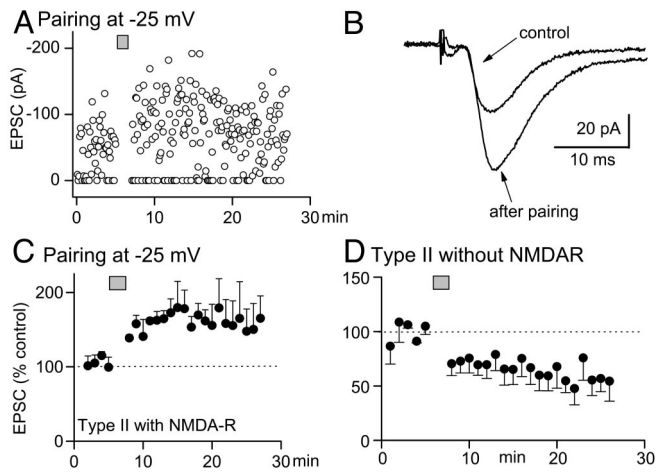 A Pairing at -25 mV
EPSC (pA)
-200
-100
0
0 10 20 30 min
B
control
20 pA
10 ms
after pairing
C Pairing at -25 mV
EPSC (% control)
200
100
0
Type II with NMDA-R
0 10 20 30 min
D Type II without NMDAR
150
100
50
0
0 10 min 20 30